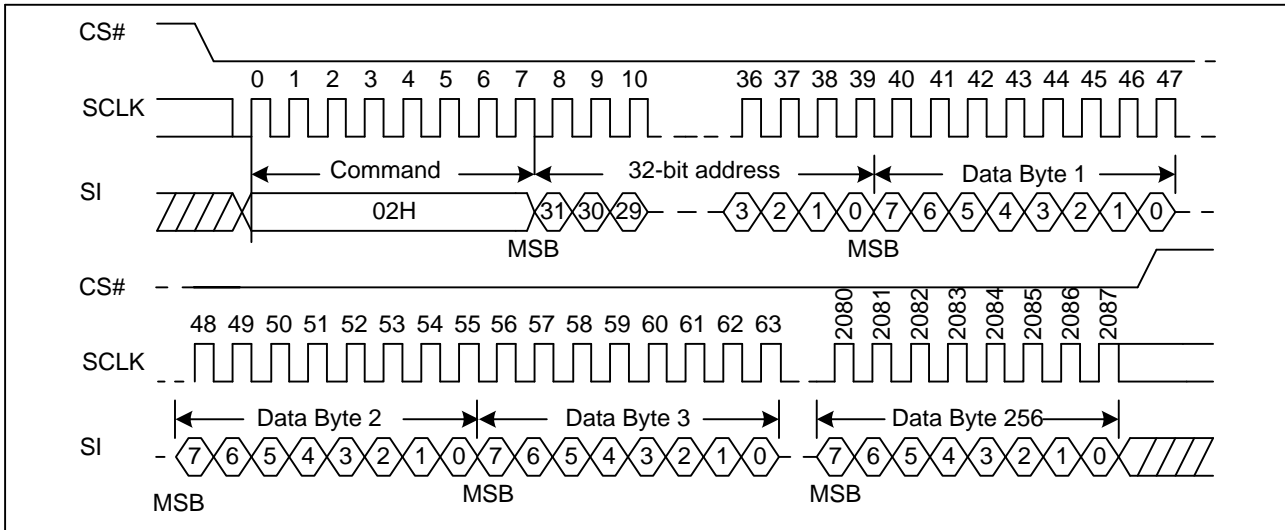 CS#
0 1 2 3 4 5 6 7 8 9 10 36 37 38 39 40 41 42 43 44 45 46 47
SCLK
Command 32-bit address Data Byte 1
SI
02H 31 30 29 3 2 1 0 7 6 5 4 3 2 1 0
MSB MSB
CS#
48 49 50 51 52 53 54 55 56 57 58 59 60 61 62 63 2080 2081 2082 2083 2084 2085 2086 2087
SCLK
Data Byte 2 Data Byte 3 Data Byte 256
SI
7 6 5 4 3 2 1 0 7 6 5 4 3 2 1 0 7 6 5 4 3 2 1 0
MSB MSB MSB